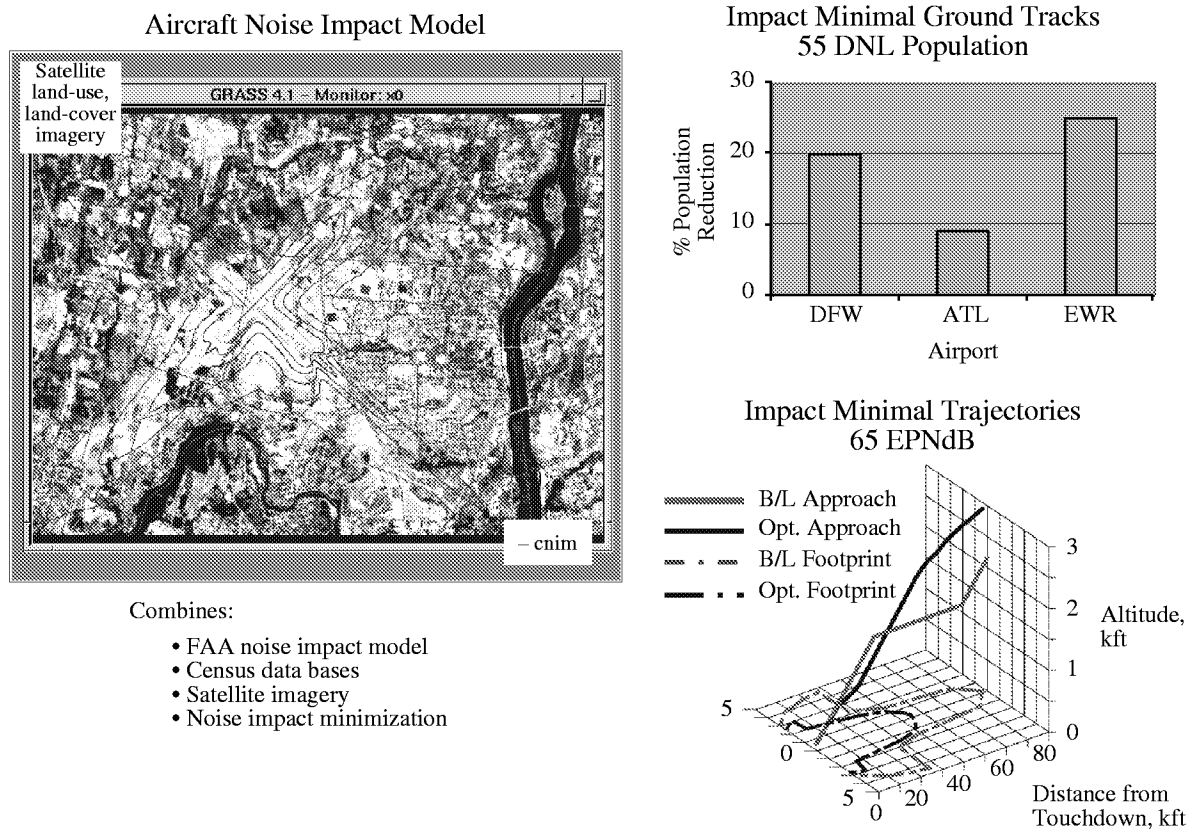 Aircraft Noise Impact Model
Satellite
land-use,
land-cover
imagery
GRASS 4.1 – Monitor: x0
– cnim
Combines:
• FAA noise impact model
• Census data bases
• Satellite imagery
• Noise impact minimization
Impact Minimal Ground Tracks
55 DNL Population
30
20
10
0
% Population
Reduction
DFW ATL EWR
Airport
Impact Minimal Trajectories
65 EPNdB
B/L Approach
Opt. Approach
B/L Footprint
Opt. Footprint
3
2
1
0
Altitude,
kft
5
0
5
0 20 40 60 80
Distance from
Touchdown, kft